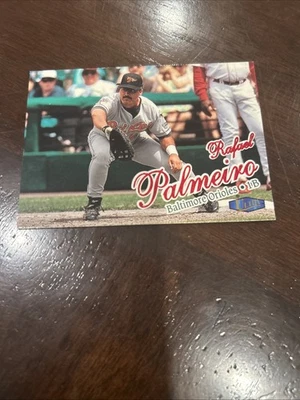 Rafael
Palmeiro
Baltimore Orioles • 1B